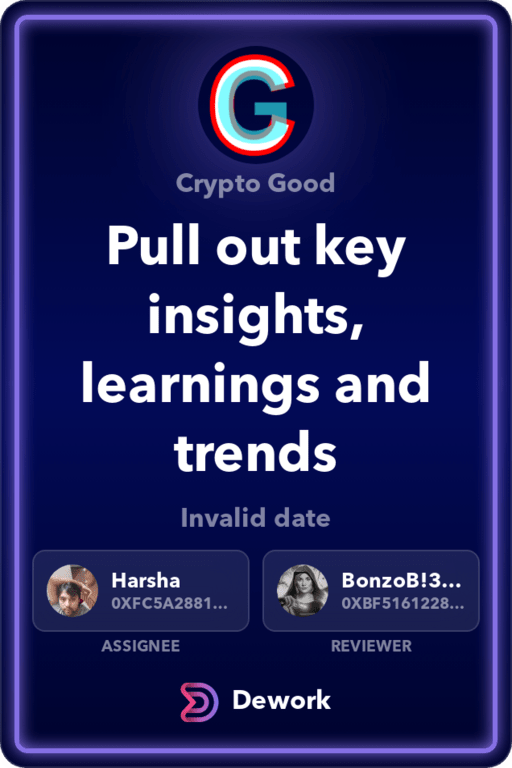 G
Crypto Good
Pull out key
insights,
learnings and
trends
Invalid date
Harsha
0XFC5A2881...
BonzoB!3...
0XBF5161228...
ASSIGNEE
REVIEWER
Dework